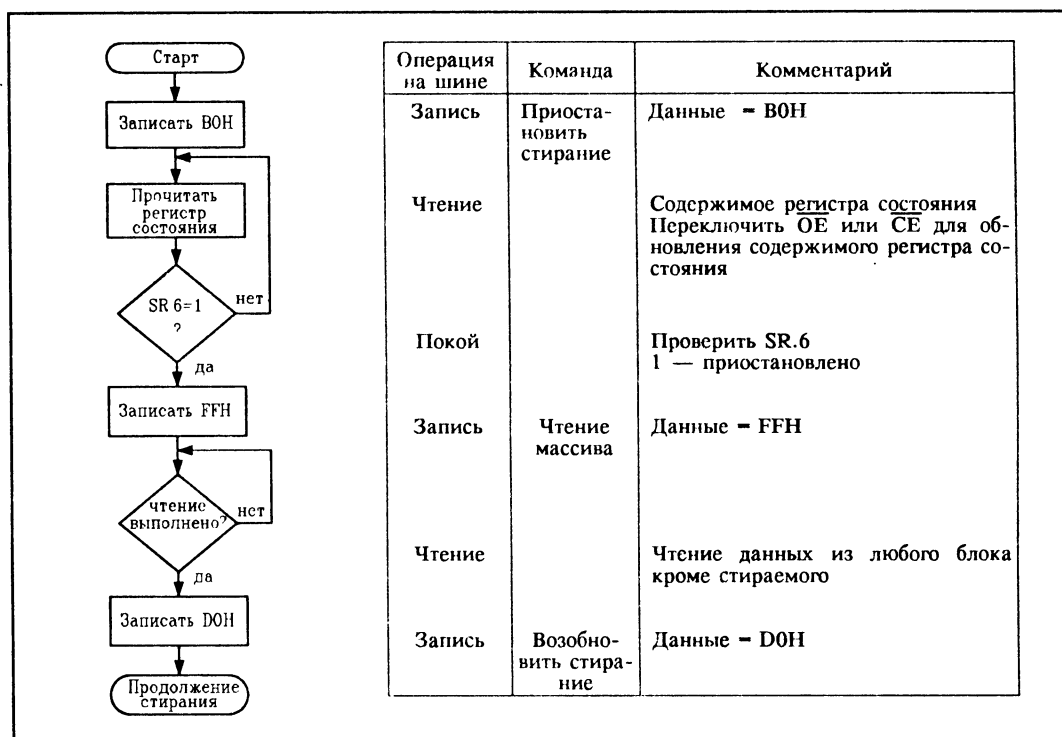 Старт
Записать B0H
Прочитать
регистр
состояния
SR 6=1
?
нет
да
Записать FFH
чтение
выполнено?
нет
да
Записать D0H
Продолжение
стирания
Операция
на шине
Команда
Комментарий
Запись
Приоста-
новить
стирание
Данные = B0H
Чтение
Содержимое регистра состояния
Переключить O̅E̅ или C̅E̅ для об-
новления содержимого регистра со-
стояния
Покой
Проверить SR.6
1 — приостановлено
Запись
Чтение
массива
Данные = FFH
Чтение
Чтение данных из любого блока
кроме стираемого
Запись
Возобно-
вить стира-
ние
Данные = D0H